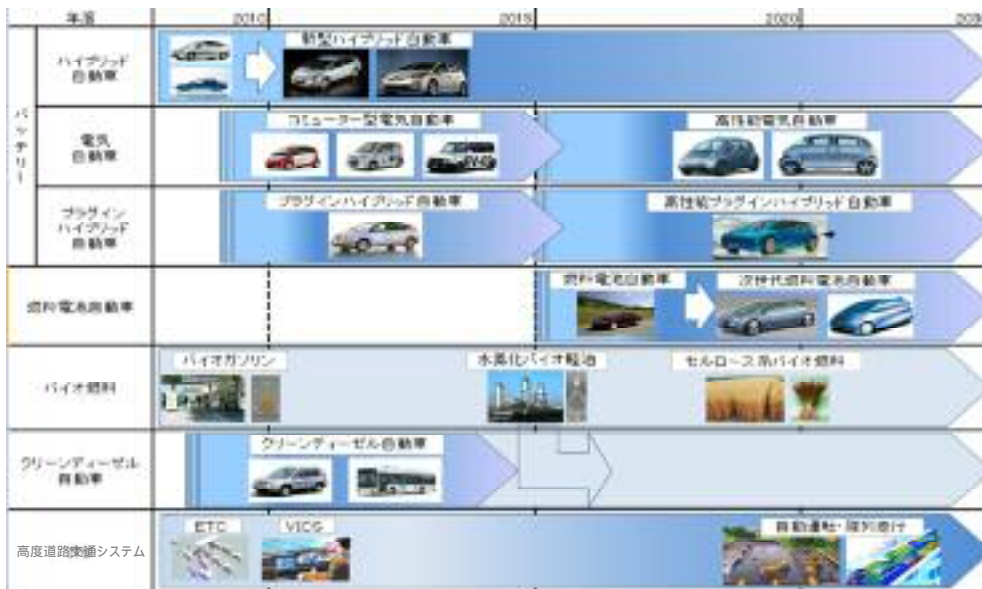 年度
2010
2015
2020
203
バッテリー
ハイブリッド
自動車
新型ハイブリッド自動車
電気
自動車
コミューター型電気自動車
高性能電気自動車
プラグイン
ハイブリッド
自動車
プラグインハイブリッド自動車
高性能プラグインハイブリッド自動車
燃料電池自動車
燃料電池自動車
次世代燃料電池自動車
バイオ燃料
バイオガソリン
水素化バイオ軽油
セルロース系バイオ燃料
クリーンディーゼル
自動車
クリーンディーゼル自動車
高度道路交通システム
ETC
VICS
自動運転・隊列走行